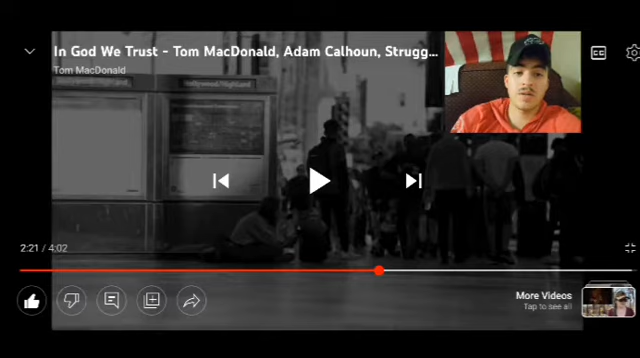 In God We Trust - Tom MacDonald, Adam Calhoun, Strugg...
Tom MacDonald
Hollywood/Highland
2:21 / 4:02
More Videos
Tap to see all
CC